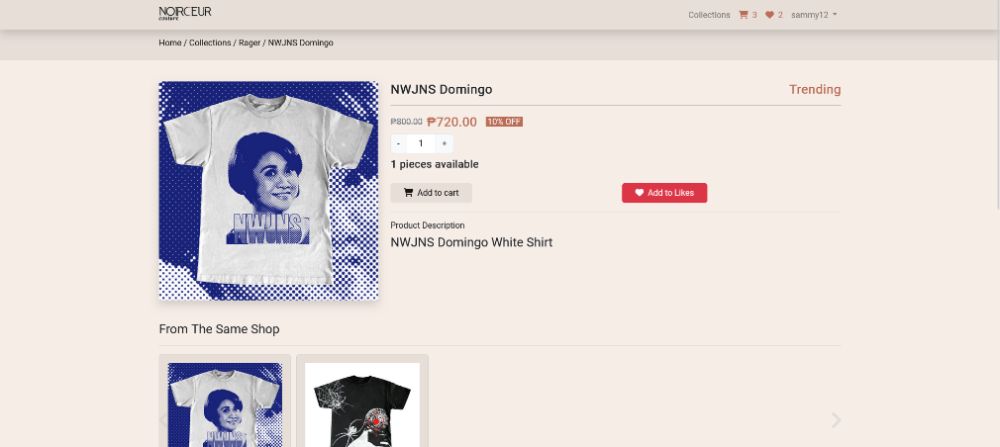 NOIRCEUR
couture
Collections 3 2 sammy12
Home / Collections / Rager / NWJNS Domingo
NWJNS Domingo
Trending
₱800.00 ₱720.00 10% OFF
- 1 +
1 pieces available
Add to cart
Add to Likes
Product Description
NWJNS Domingo White Shirt
NWJNS
From The Same Shop
NWJNS